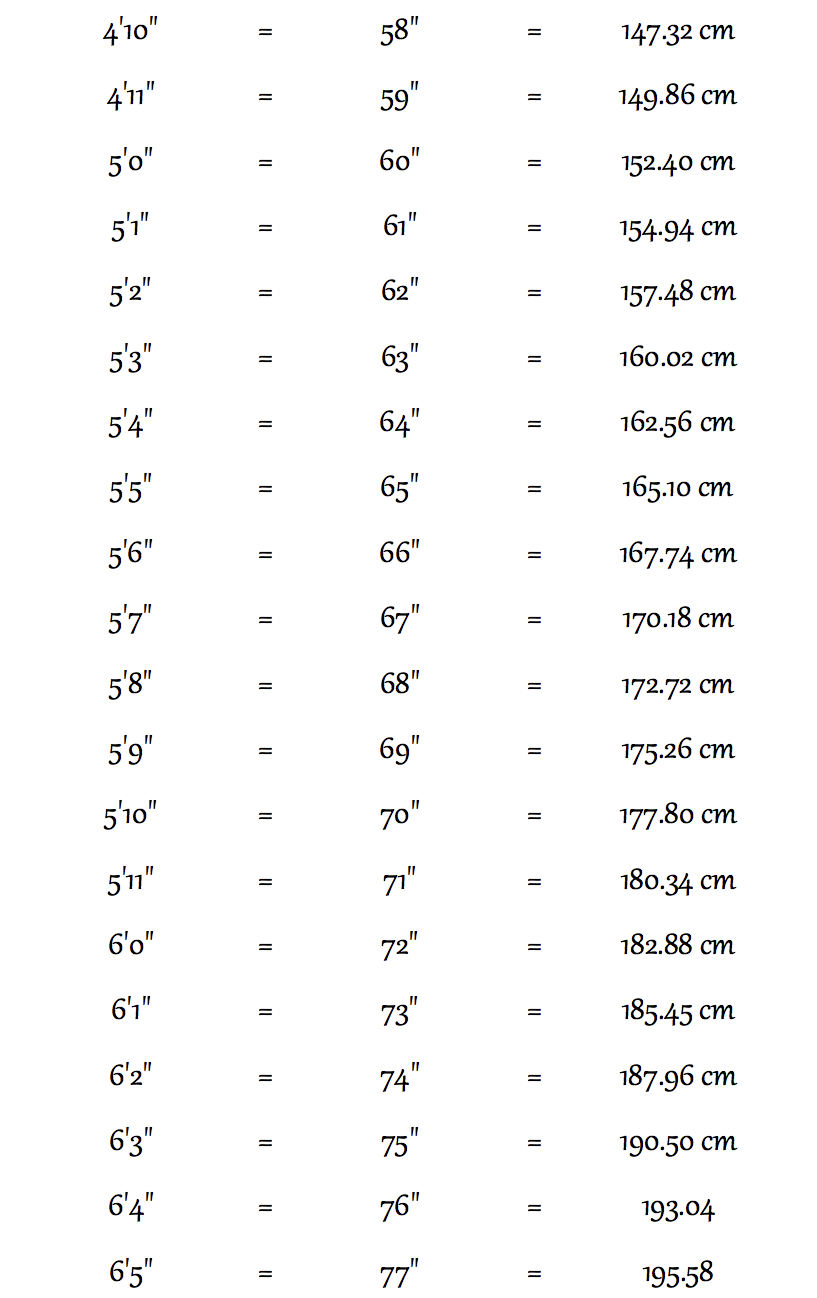 4'10" = 58" = 147.32 cm
4'11" = 59" = 149.86 cm
5'0" = 60" = 152.40 cm
5'1" = 61" = 154.94 cm
5'2" = 62" = 157.48 cm
5'3" = 63" = 160.02 cm
5'4" = 64" = 162.56 cm
5'5" = 65" = 165.10 cm
5'6" = 66" = 167.74 cm
5'7" = 67" = 170.18 cm
5'8" = 68" = 172.72 cm
5'9" = 69" = 175.26 cm
5'10" = 70" = 177.80 cm
5'11" = 71" = 180.34 cm
6'0" = 72" = 182.88 cm
6'1" = 73" = 185.45 cm
6'2" = 74" = 187.96 cm
6'3" = 75" = 190.50 cm
6'4" = 76" = 193.04
6'5" = 77" = 195.58